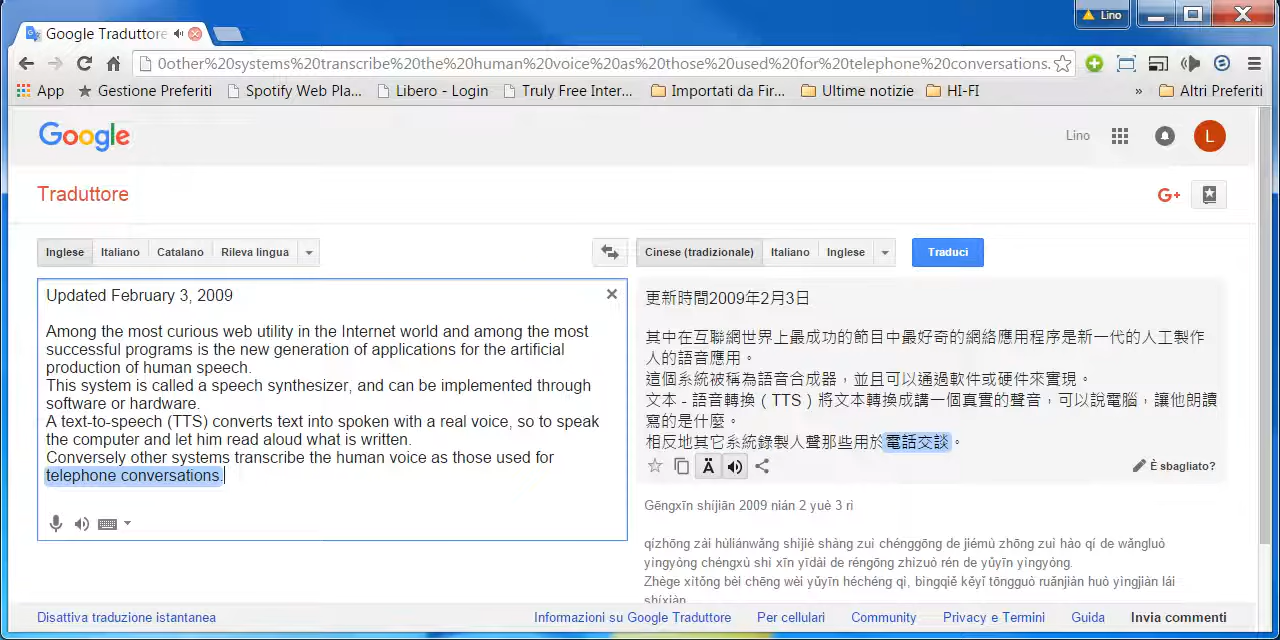 Lino
Google Traduttore
0other%20systems%20transcribe%20the%20human%20voice%20as%20those%20used%20for%20telephone%20conversations.
App Gestione Preferiti Spotify Web Pla... Libero - Login Truly Free Inter... Importati da Fir... Ultime notizie HI-FI » Altri Preferiti
Google Lino L
Traduttore G+
Inglese Italiano Catalano Rileva lingua Cinese (tradizionale) Italiano Inglese Traduci
Updated February 3, 2009
Among the most curious web utility in the Internet world and among the most
successful programs is the new generation of applications for the artificial
production of human speech.
This system is called a speech synthesizer, and can be implemented through
software or hardware.
A text-to-speech (TTS) converts text into spoken with a real voice, so to speak
the computer and let him read aloud what is written.
Conversely other systems transcribe the human voice as those used for
telephone conversations.
更新時間2009年2月3日
其中在互聯網世界上最成功的節目中最好奇的網絡應用程序是新一代的人工製作
人的語音應用。
這個系統被稱為語音合成器，並且可以通過軟件或硬件來實現。
文本 - 語音轉換（TTS）將文本轉換成講一個真實的聲音，可以說電腦，讓他朗讀
寫的是什麼。
相反地其它系統錄製人聲那些用於電話交談。
Ä È sbagliato?
Gēngxīn shíjiān 2009 nián 2 yuè 3 rì
qízhōng zài hùliánwǎng shìjiè shàng zuì chénggōng de jiémù zhōng zuì hào qí de wǎngluò
yìngyòng chéngxù shì xīn yīdài de réngōng zhìzuò rén de yǔyīn yìngyòng.
Zhège xìtǒng bèi chēng wèi yǔyīn héchéng qì, bìngqiě kěyǐ tōngguò ruǎnjiàn huò yìngjiàn lái
shíxiàn.
Disattiva traduzione istantanea Informazioni su Google Traduttore Per cellulari Community Privacy e Termini Guida Invia commenti